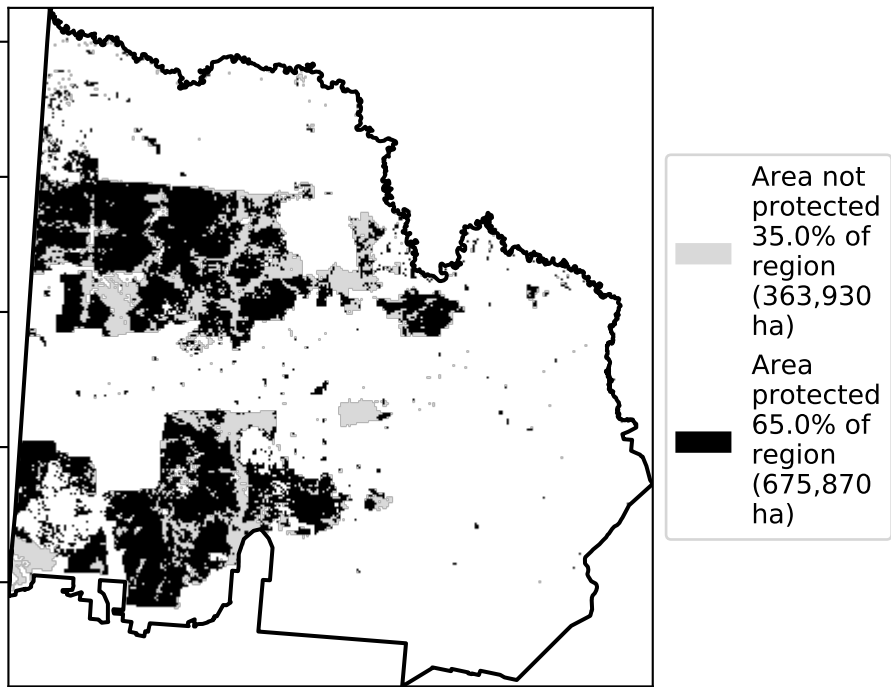 Area not
protected
35.0% of
region
(363,930
ha)
Area
protected
65.0% of
region
(675,870
ha)